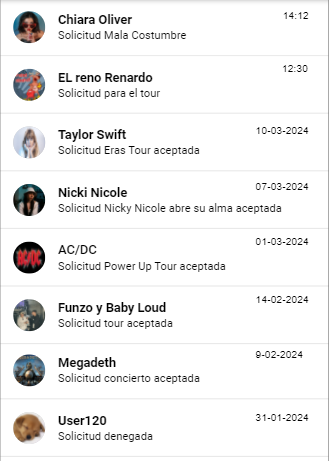 Chiara Oliver
14:12
Solicitud Mala Costumbre
EL reno Renardo
12:30
Solicitud para el tour
Taylor Swift
10-03-2024
Solicitud Eras Tour aceptada
Nicki Nicole
07-03-2024
Solicitud Nicky Nicole abre su alma aceptada
AC/DC
01-03-2024
Solicitud Power Up Tour aceptada
Funzo y Baby Loud
14-02-2024
Solicitud tour aceptada
Megadeth
9-02-2024
Solicitud concierto aceptada
User120
31-01-2024
Solicitud denegada